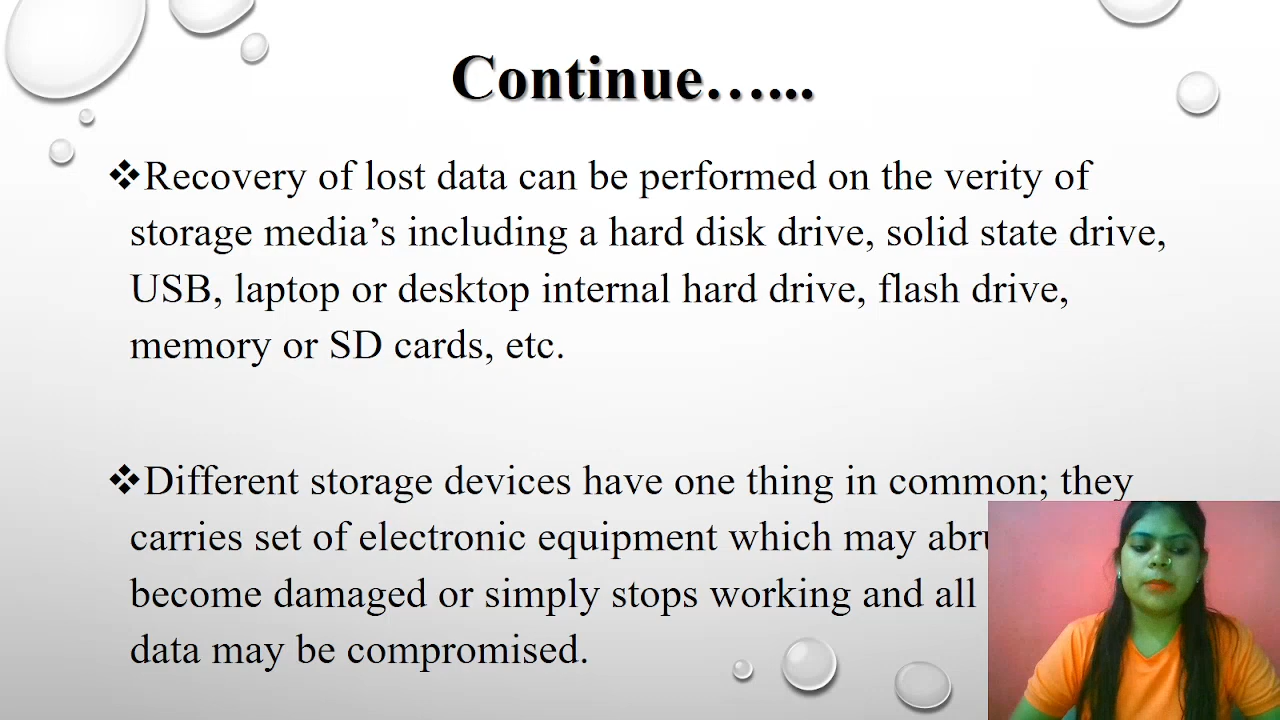 Continue…...
❖Recovery of lost data can be performed on the verity of
storage media’s including a hard disk drive, solid state drive,
USB, laptop or desktop internal hard drive, flash drive,
memory or SD cards, etc.
❖Different storage devices have one thing in common; they
carries set of electronic equipment which may
become damaged or simply stops working and all
data may be compromised.